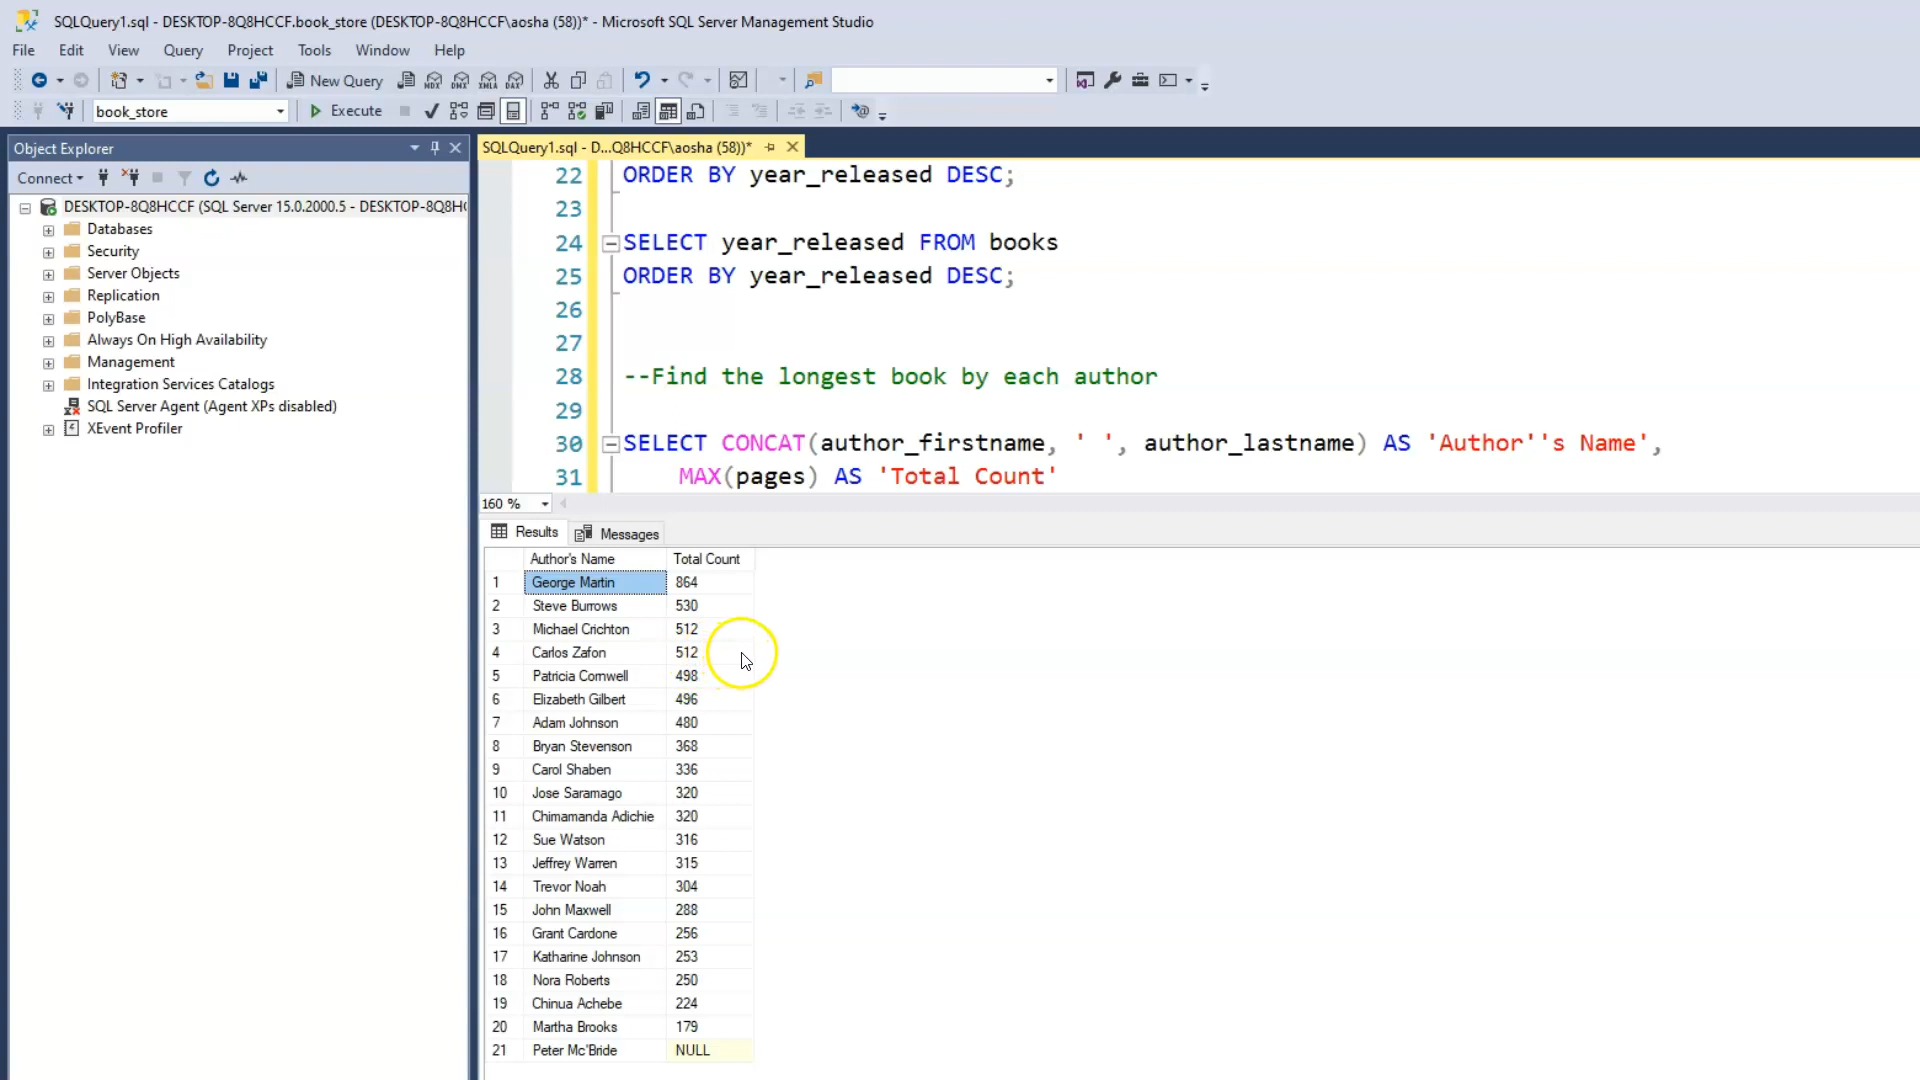 SQLQuery1.sql - DESKTOP-8Q8HCCF.book_store (DESKTOP-8Q8HCCF\aosha (58))* - Microsoft SQL Server Management Studio
File Edit View Query Project Tools Window Help
New Query MDX DMX XMLA DAX
book_store Execute
Object Explorer
SQLQuery1.sql - D...Q8HCCF\aosha (58))*
Connect
DESKTOP-8Q8HCCF (SQL Server 15.0.2000.5 - DESKTOP-8Q8H
Databases
Security
Server Objects
Replication
PolyBase
Always On High Availability
Management
Integration Services Catalogs
SQL Server Agent (Agent XPs disabled)
XEvent Profiler
22 ORDER BY year_released DESC;
23
24 SELECT year_released FROM books
25 ORDER BY year_released DESC;
26
27
28 --Find the longest book by each author
29
30 SELECT CONCAT(author_firstname, ' ', author_lastname) AS 'Author''s Name',
31 MAX(pages) AS 'Total Count'
160 %
Results Messages
Author's Name Total Count
1 George Martin 864
2 Steve Burrows 530
3 Michael Crichton 512
4 Carlos Zafon 512
5 Patricia Cornwell 498
6 Elizabeth Gilbert 496
7 Adam Johnson 480
8 Bryan Stevenson 368
9 Carol Shaben 336
10 Jose Saramago 320
11 Chimamanda Adichie 320
12 Sue Watson 316
13 Jeffrey Warren 315
14 Trevor Noah 304
15 John Maxwell 288
16 Grant Cardone 256
17 Katharine Johnson 253
18 Nora Roberts 250
19 Chinua Achebe 224
20 Martha Brooks 179
21 Peter Mc'Bride NULL